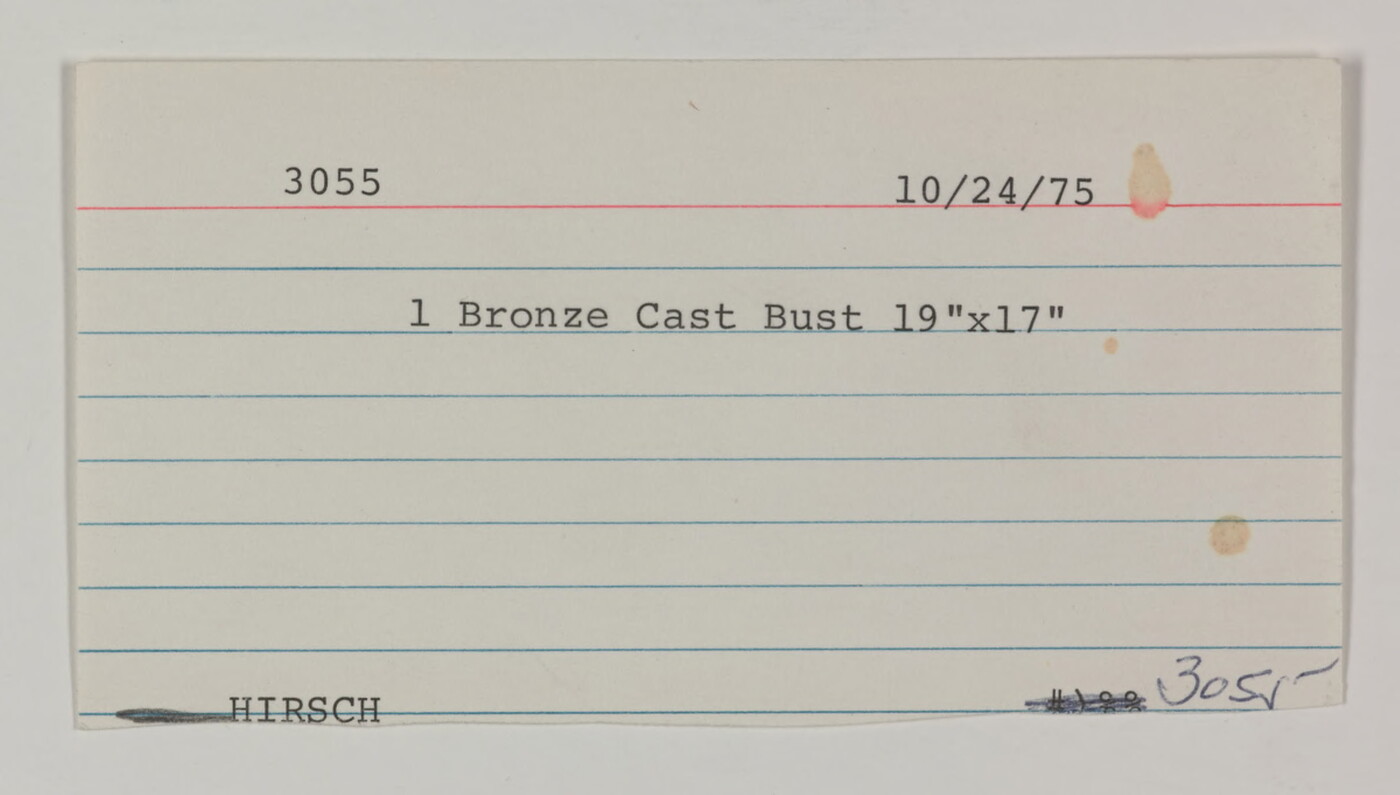 3055 10/24/75
1 Bronze Cast Bust 19"x17"
HIRSCH 3055